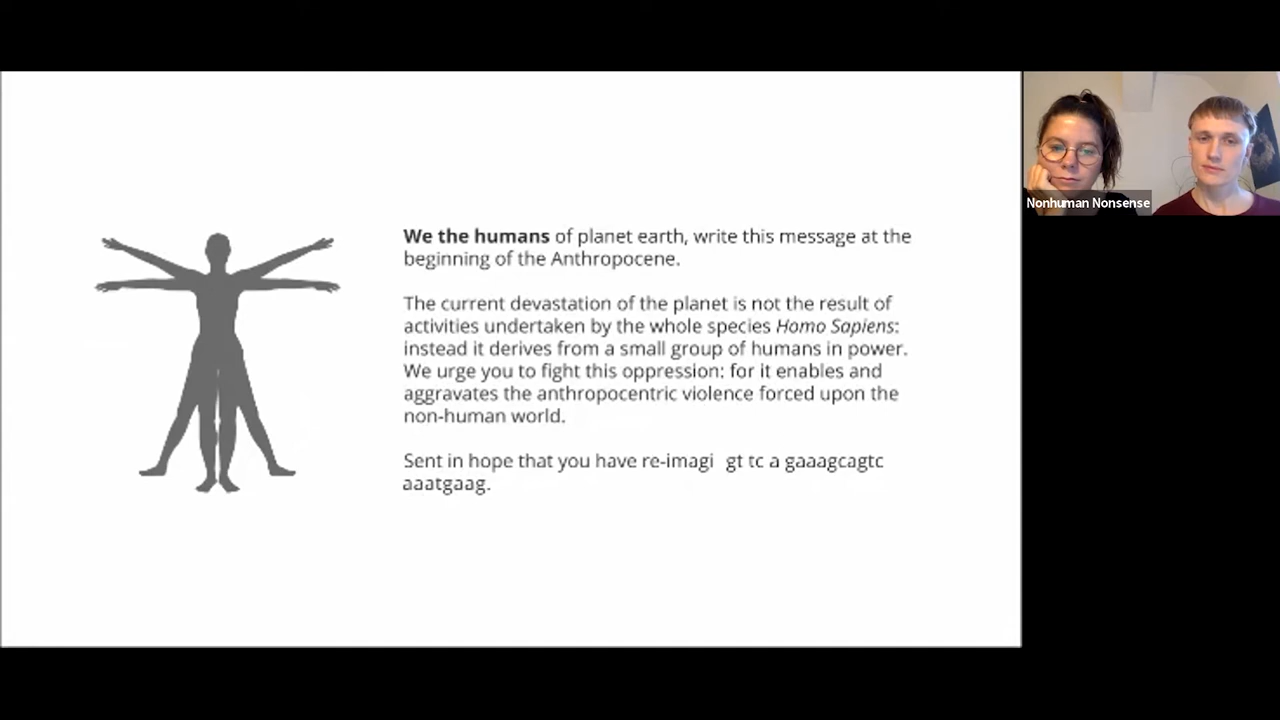 We the humans of planet earth, write this message at the
beginning of the Anthropocene.
The current devastation of the planet is not the result of
activities undertaken by the whole species Homo Sapiens:
instead it derives from a small group of humans in power.
We urge you to fight this oppression: for it enables and
aggravates the anthropocentric violence forced upon the
non-human world.
Sent in hope that you have re-imagi gt tc a gaaagcagtc
aaatgaag.
Nonhuman Nonsense